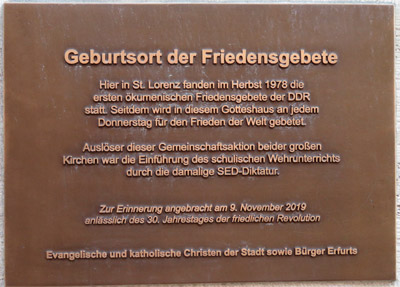 Geburtsort der Friedensgebete
Hier in St. Lorenz fanden im Herbst 1978 die
ersten ökumenischen Friedensgebete der DDR
statt. Seitdem wird in diesem Gotteshaus an jedem
Donnerstag für den Frieden der Welt gebetet.
Auslöser dieser Gemeinschaftsaktion beider großen
Kirchen war die Einführung des schulischen Wehrunterrichts
durch die damalige SED-Diktatur.
Zur Erinnerung angebracht am 9. November 2019
anlässlich des 30. Jahrestages der friedlichen Revolution
Evangelische und katholische Christen der Stadt sowie Bürger Erfurts